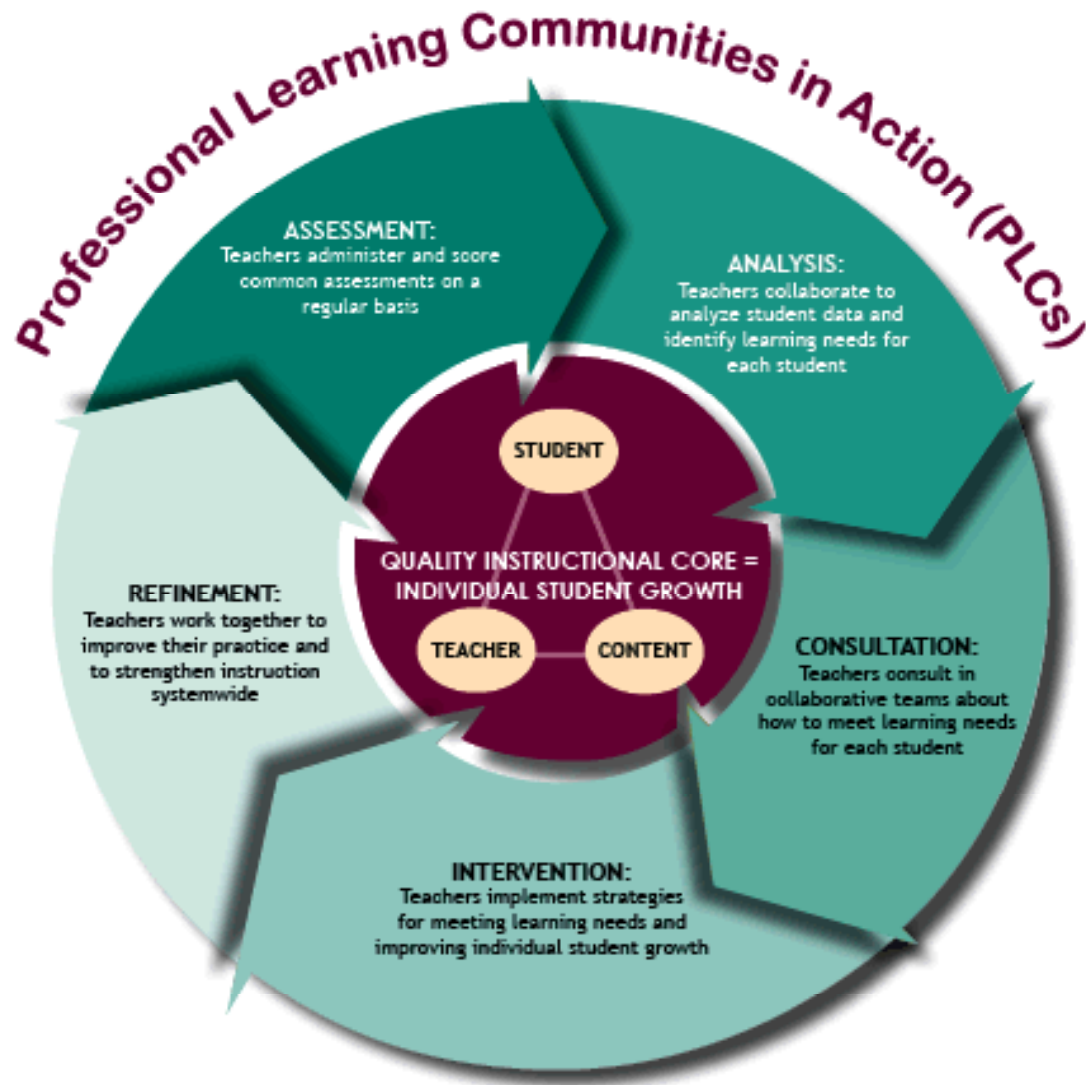 Professional Learning Communities in Action (PLCs)
ASSESSMENT:
Teachers administer and score
common assessments on a
regular basis
ANALYSIS:
Teachers collaborate to
analyze student data and
identify learning needs for
each student
CONSULTATION:
Teachers consult in
collaborative teams about
how to meet learning needs
for each student
INTERVENTION:
Teachers implement strategies
for meeting learning needs and
improving individual student growth
REFINEMENT:
Teachers work together to
improve their practice and
to strengthen instruction
systemwide
STUDENT
QUALITY INSTRUCTIONAL CORE =
INDIVIDUAL STUDENT GROWTH
TEACHER
CONTENT